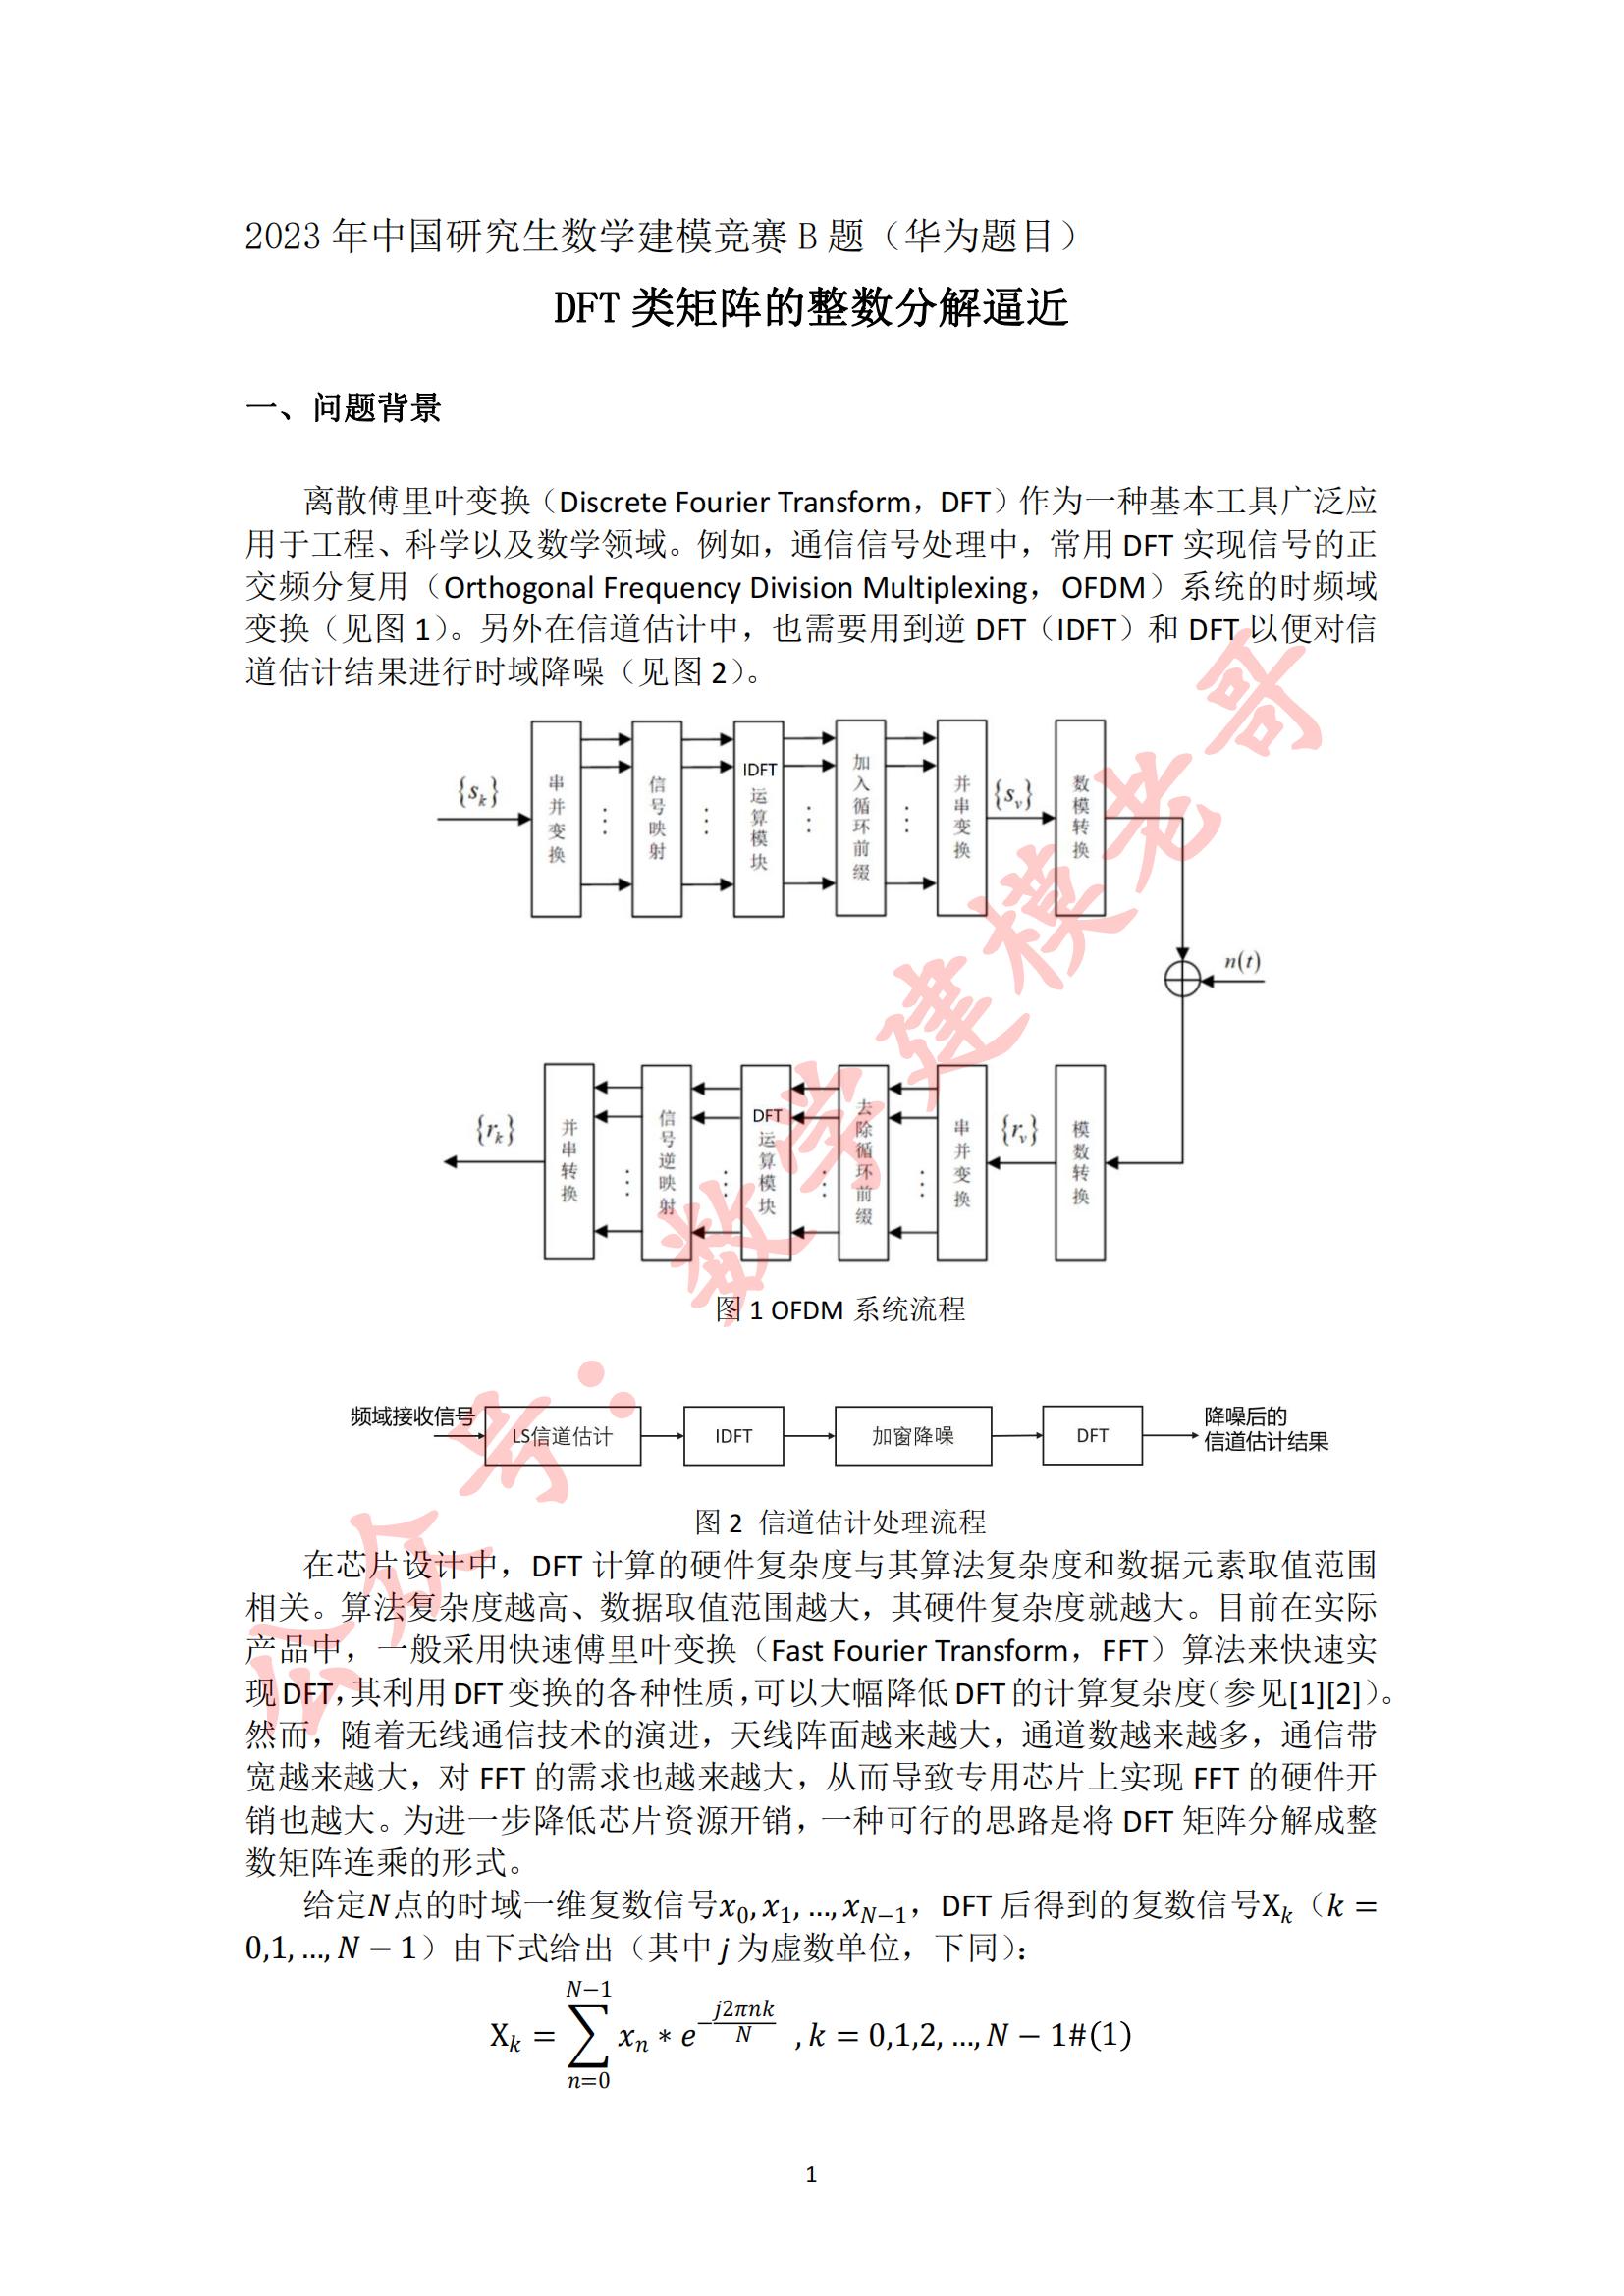 2023 年中国研究生数学建模竞赛 B 题（华为题目）
DFT 类矩阵的整数分解逼近
一、问题背景
离散傅里叶变换（Discrete Fourier Transform，DFT）作为一种基本工具广泛应
用于工程、科学以及数学领域。例如，通信信号处理中，常用 DFT 实现信号的正
交频分复用（Orthogonal Frequency Division Multiplexing，OFDM）系统的时频域
变换（见图 1）。另外在信道估计中，也需要用到逆 DFT（IDFT）和 DFT 以便对信
道估计结果进行时域降噪（见图 2）。
{s_k}
串并变换
信号映射
IDFT运算模块
加入循环前缀
并串变换
{s_v}
数模转换
n(t)
{r_k}
并串转换
信号逆映射
DFT运算模块
去除循环前缀
串并变换
{r_v}
模数转换
图 1 OFDM 系统流程
频域接收信号
LS信道估计
IDFT
加窗降噪
DFT
降噪后的
信道估计结果
图 2 信道估计处理流程
在芯片设计中，DFT 计算的硬件复杂度与其算法复杂度和数据元素取值范围
相关。算法复杂度越高、数据取值范围越大，其硬件复杂度就越大。目前在实际
产品中，一般采用快速傅里叶变换（Fast Fourier Transform，FFT）算法来快速实
现 DFT，其利用 DFT 变换的各种性质，可以大幅降低 DFT 的计算复杂度（参见[1][2]）。
然而，随着无线通信技术的演进，天线阵面越来越大，通道数越来越多，通信带
宽越来越大，对 FFT 的需求也越来越大，从而导致专用芯片上实现 FFT 的硬件开
销也越大。为进一步降低芯片资源开销，一种可行的思路是将 DFT 矩阵分解成整
数矩阵连乘的形式。
给定N点的时域一维复数信号x_0, x_1, …, x_{N−1}，DFT 后得到的复数信号X_k（k =
0,1, …, N − 1）由下式给出（其中 j 为虚数单位，下同）：
X_k = \sum_{n=0}^{N−1} x_n * e^{−\frac{j2πnk}{N}} , k = 0,1,2, …, N − 1#(1)
1
公众号：数学建模老哥